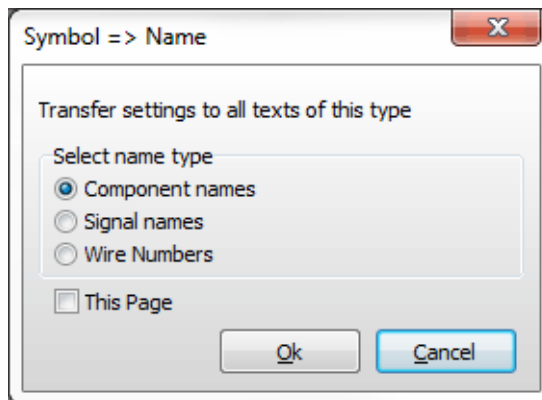 Symbol => Name
Transfer settings to all texts of this type
Select name type
Component names
Signal names
Wire Numbers
This Page
Ok
Cancel